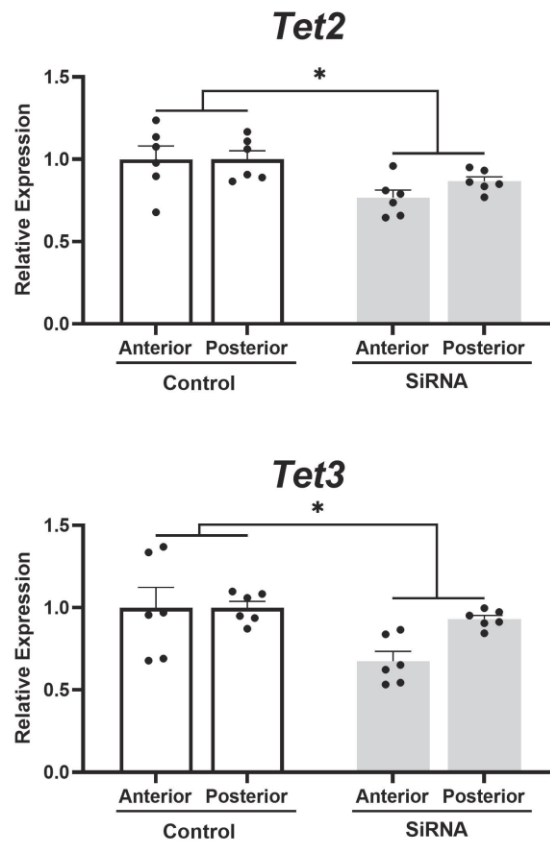 Tet2
*
1.5
1.0
0.5
0.0
Relative Expression
Anterior Posterior Anterior Posterior
Control SiRNA
Tet3
*
1.5
1.0
0.5
0.0
Relative Expression
Anterior Posterior Anterior Posterior
Control SiRNA